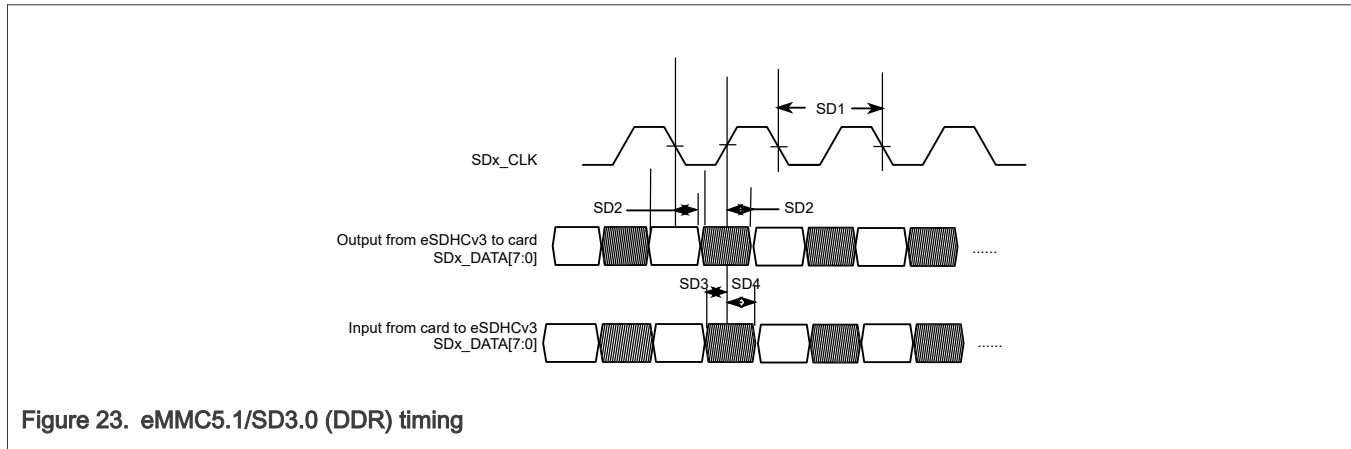 SD1
SDx_CLK
SD2
SD2
Output from eSDHCv3 to card
SDx_DATA[7:0]
......
SD3
SD4
Input from card to eSDHCv3
SDx_DATA[7:0]
......
Figure 23. eMMC5.1/SD3.0 (DDR) timing